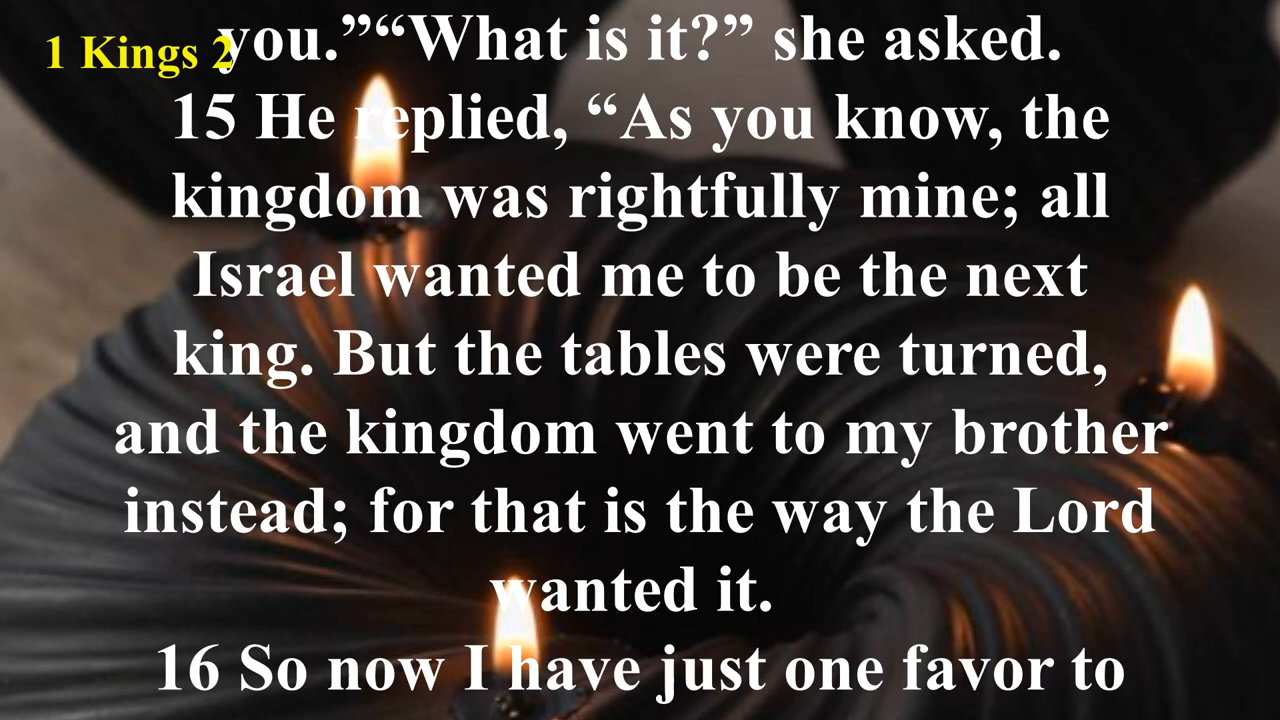 1 Kings 2
you.”“What is it?” she asked.
15 He replied, “As you know, the
kingdom was rightfully mine; all
Israel wanted me to be the next
king. But the tables were turned,
and the kingdom went to my brother
instead; for that is the way the Lord
wanted it.
16 So now I have just one favor to